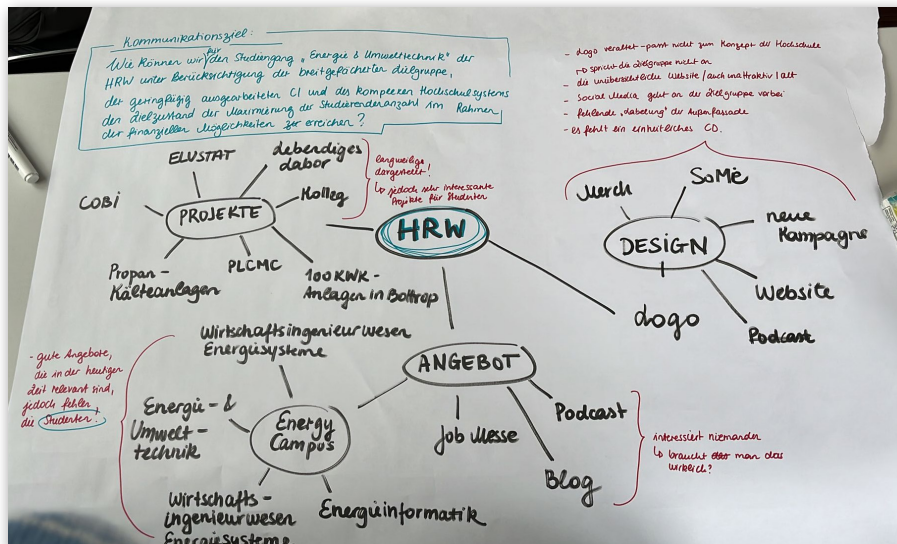 Kommunikationsziel:
Wie können wir für den Studiengang "Energie & Umwelttechnik" der
HRW unter Berücksichtigung der breitgefächerten Zielgruppe,
der geringfügig ausgearbeiteten CI und des komplexen Hochschulsystems
den Zielzustand der Maximierung der Studierendenanzahl im Rahmen
der finanziellen Möglichkeiten zu erreichen?
- Logo veraltet - passt nicht zum Konzept der Hochschule
↳ spricht die Zielgruppe nicht an
- die unübersichtliche Website / auch unattraktiv / alt
- Social Media geht an der Zielgruppe vorbei
- fehlende "Labelung" der Außenfassade
- es fehlt ein einheitliches CD.
ELUSTAT
Lebendiges
Labor
COBI
PROJEKTE
Kolleg
langweilig
dargestellt!
↳ jedoch sehr interessante
Projekte für Studenten
Propan-
Kälteanlagen
PLCMC
100 KWK-
Anlagen in Bottrop
HRW
Merch
SoMe
DESIGN
neue
Kampagne
Website
Podcast
Logo
Wirtschaftsingenieurwesen
Energiesysteme
- gute Angebote,
die in der heutigen
Zeit relevant sind,
jedoch fehlen
die Studenten!
Energie- &
Umwelt-
technik
Energy
Campus
Wirtschafts-
ingenieurwesen
Energiesysteme
Energieinformatik
ANGEBOT
Job Messe
Podcast
Blog
interessiert niemanden
↳ braucht man das
wirklich?